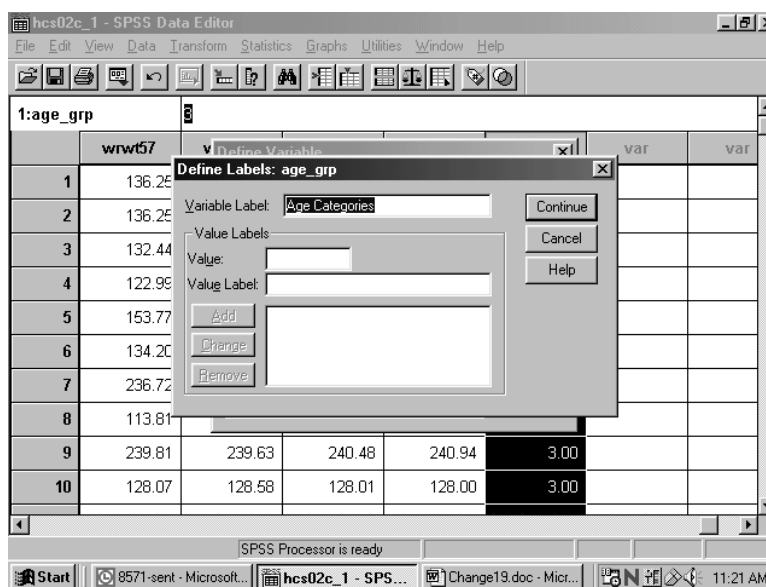 hcs02c_1 - SPSS Data Editor
File Edit View Data Transform Statistics Graphs Utilities Window Help
1:age_grp 3
wrwt57 var var
Define Variable
Define Labels: age_grp
Variable Label: Age Categories
Continue
Value Labels
Cancel
Value:
Help
Value Label:
Add
Change
Remove
1 136.25
2 136.25
3 132.44
4 122.99
5 153.77
6 134.20
7 236.72
8 113.81
9 239.81 239.63 240.48 240.94 3.00
10 128.07 128.58 128.01 128.00 3.00
SPSS Processor is ready
Start 8571-sent - Microsoft... hcs02c_1 - SPS... Change19.doc - Micr... 11:21 AM